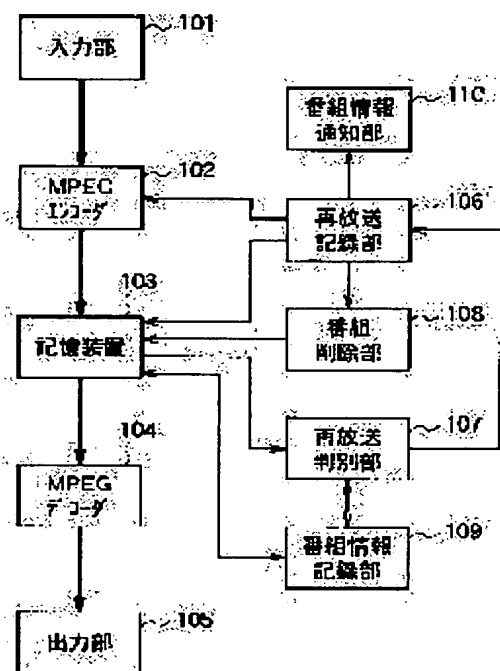 101
入力部
110
番組情報
通知部
102
MPEG
エンコーダ
106
再放送
記録部
103
記憶装置
108
番組
削除部
104
MPEG
デコーダ
107
再放送
判別部
109
番組情報
記録部
105
出力部